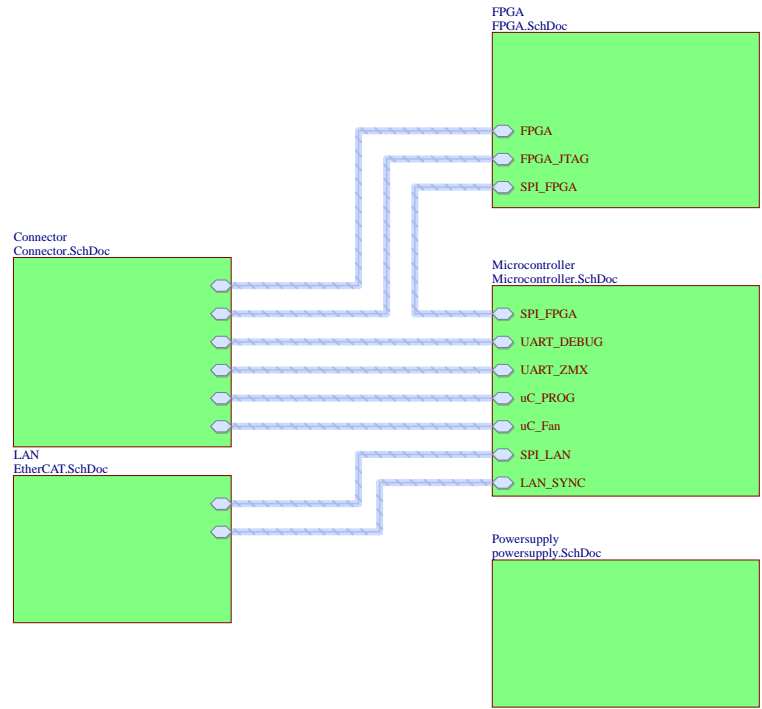 FPGA
FPGA.SchDoc
FPGA
FPGA_JTAG
SPI_FPGA
Connector
Connector.SchDoc
Microcontroller
Microcontroller.SchDoc
SPI_FPGA
UART_DEBUG
UART_ZMX
uC_PROG
uC_Fan
SPI_LAN
LAN_SYNC
LAN
EtherCAT.SchDoc
Powersupply
powersupply.SchDoc